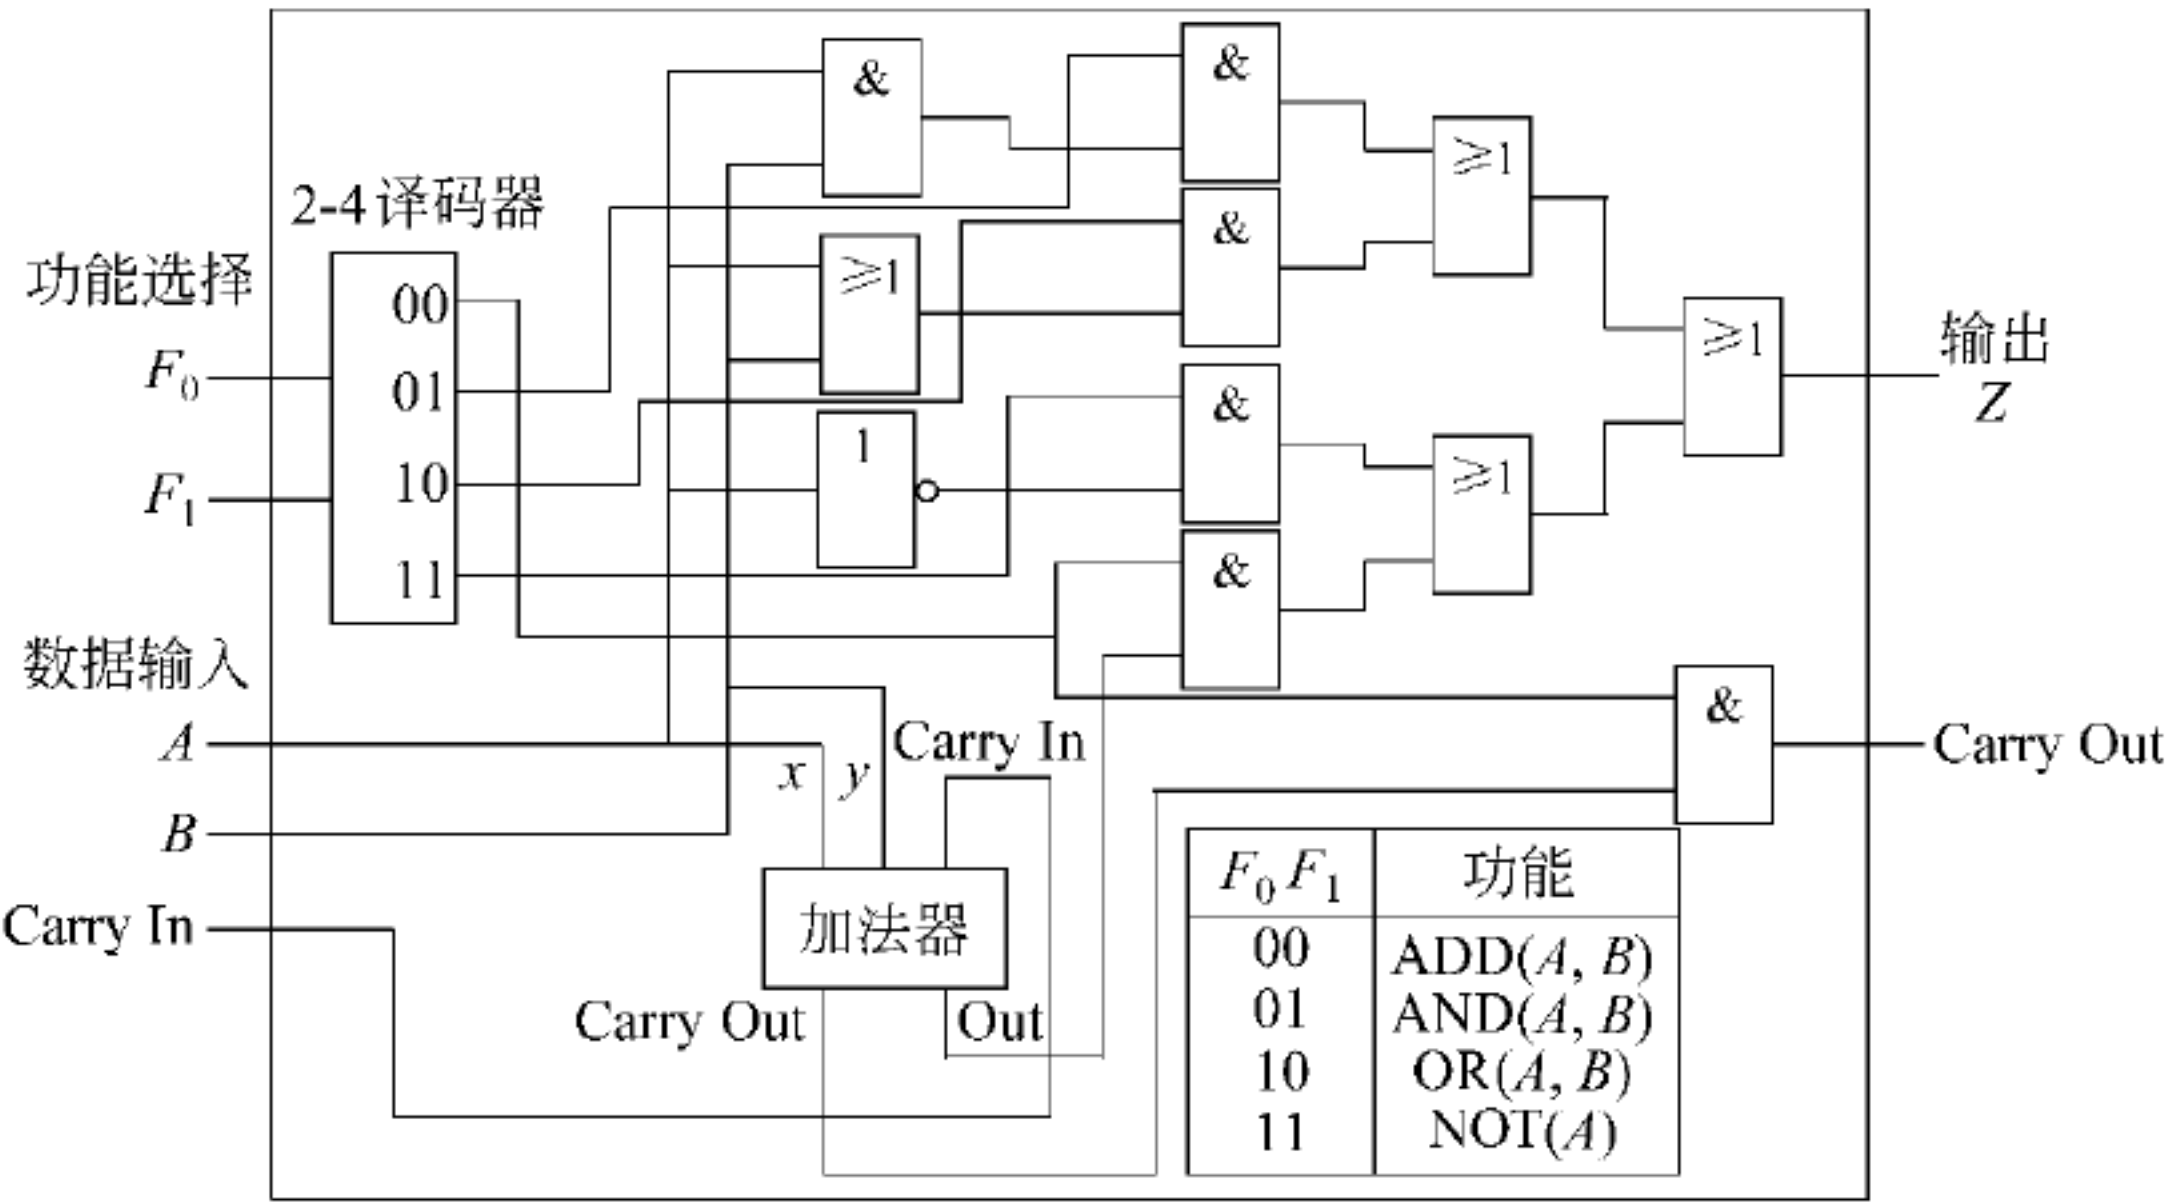 &
&
≥1
2-4译码器
&
功能选择
00
≥1
≥1
输出
Z
F0
01
&
1
10
≥1
F1
11
&
数据输入
&
A
Carry In
Carry Out
x
y
B
F0 F1
功能
加法器
Carry In
00
ADD(A, B)
Carry Out
Out
01
AND(A, B)
10
OR(A, B)
11
NOT(A)